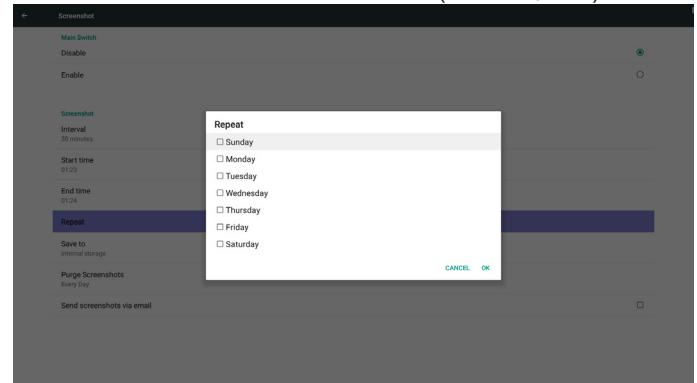 Screenshot
Main Switch
Disable
Enable
Screenshot
Interval
30 minutes
Start time
01:23
End time
01:24
Repeat
Save to
Internal storage
Purge Screenshots
Every Day
Send screenshots via email
Repeat
Sunday
Monday
Tuesday
Wednesday
Thursday
Friday
Saturday
CANCEL OK